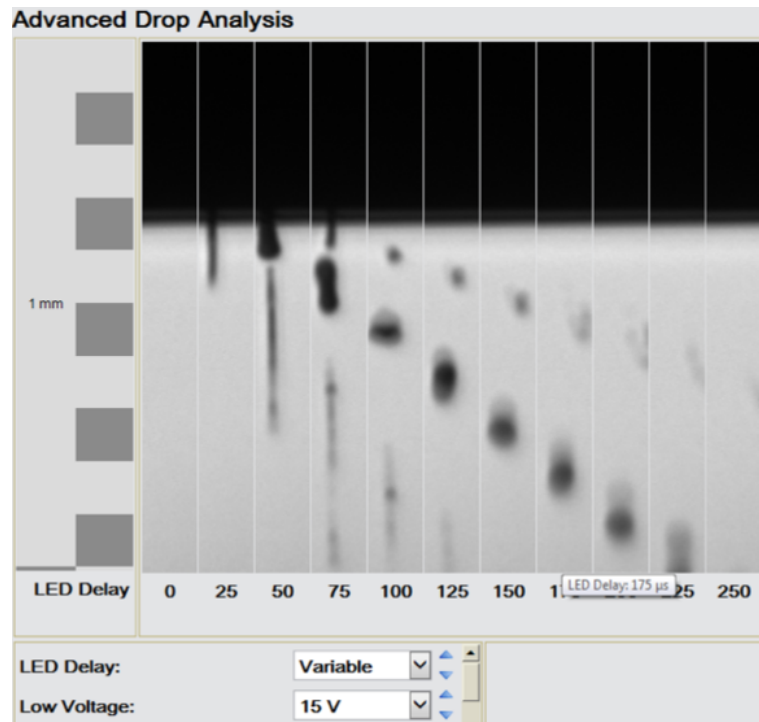 Advanced Drop Analysis
1 mm
LED Delay 0 25 50 75 100 125 150 LED Delay: 175 µs 250
LED Delay: Variable
Low Voltage: 15 V